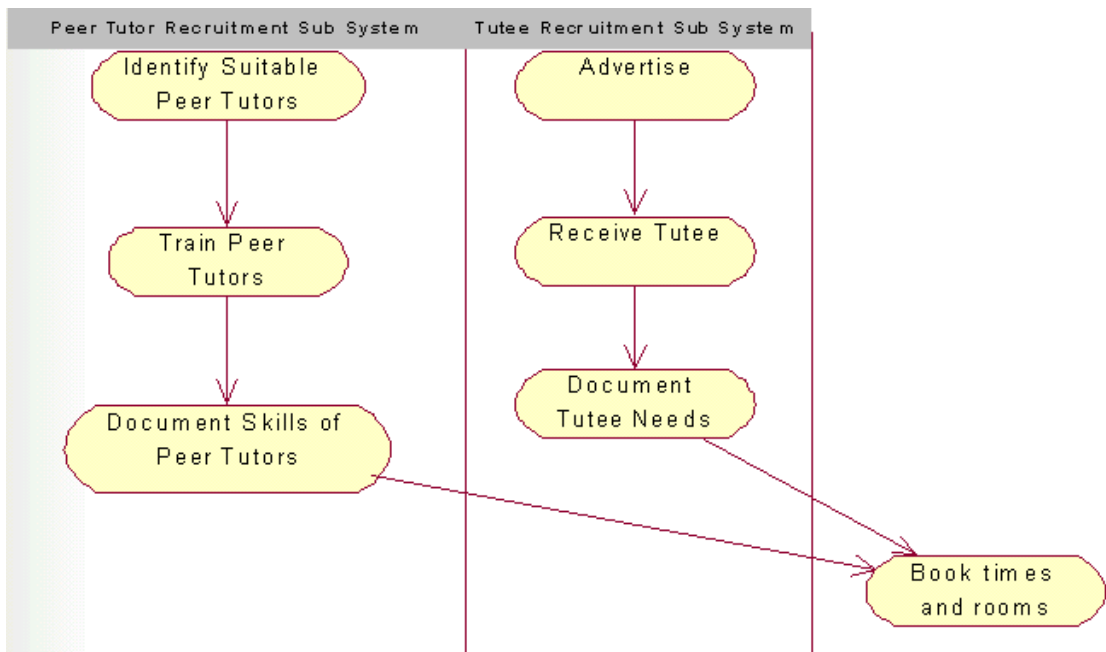 Peer Tutor Recruitment Sub System
Tutee Recruitment Sub System
Identify Suitable
Peer Tutors
Advertise
Train Peer
Tutors
Receive Tutee
Document Skills of
Peer Tutors
Document
Tutee Needs
Book times
and rooms